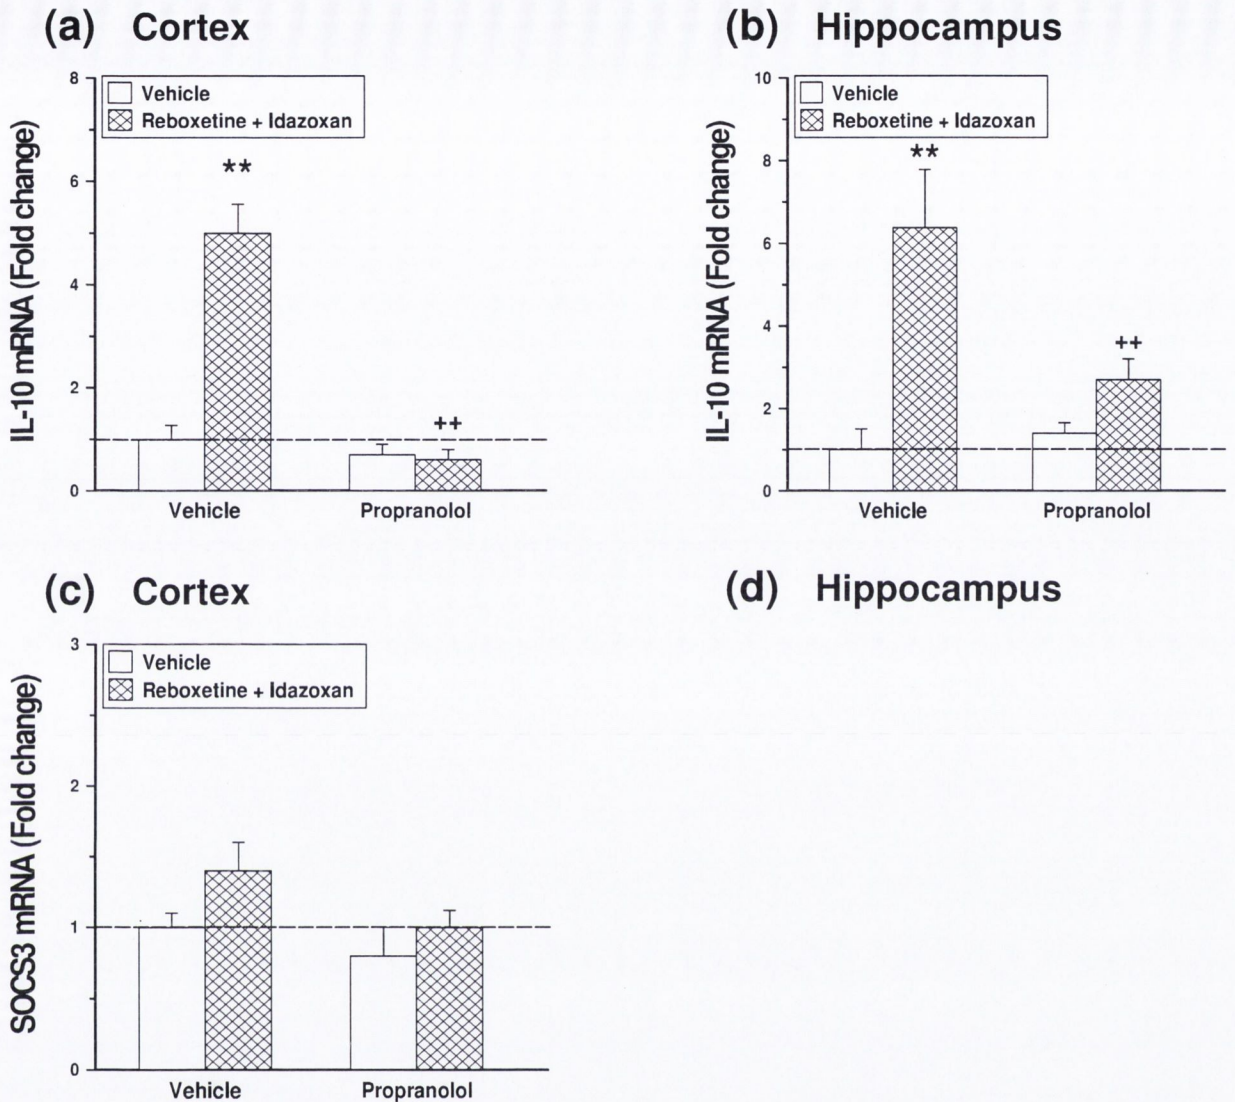 (a) Cortex
IL-10 mRNA (Fold change)
8
6
4
2
0
Vehicle
Reboxetine + Idazoxan
**
++
Vehicle
Propranolol
(b) Hippocampus
IL-10 mRNA (Fold change)
10
8
6
4
2
0
Vehicle
Reboxetine + Idazoxan
**
++
Vehicle
Propranolol
(c) Cortex
SOCS3 mRNA (Fold change)
3
2
1
0
Vehicle
Reboxetine + Idazoxan
Vehicle
Propranolol
(d) Hippocampus